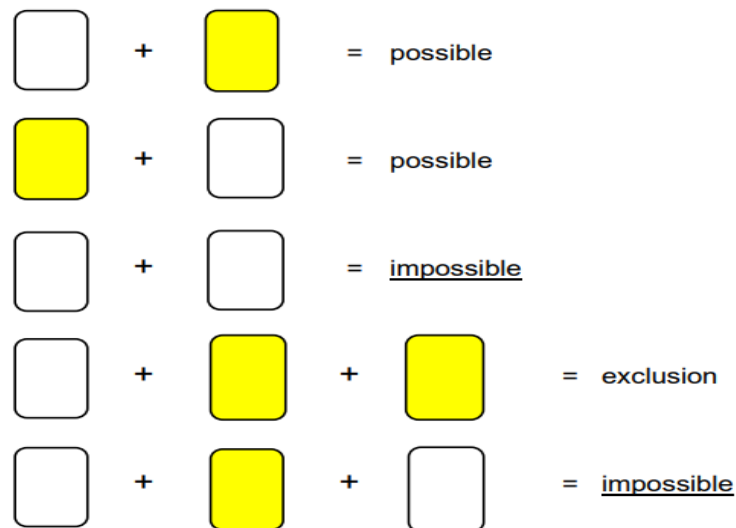 + = possible
+ = possible
+ = impossible
+ + = exclusion
+ + = impossible